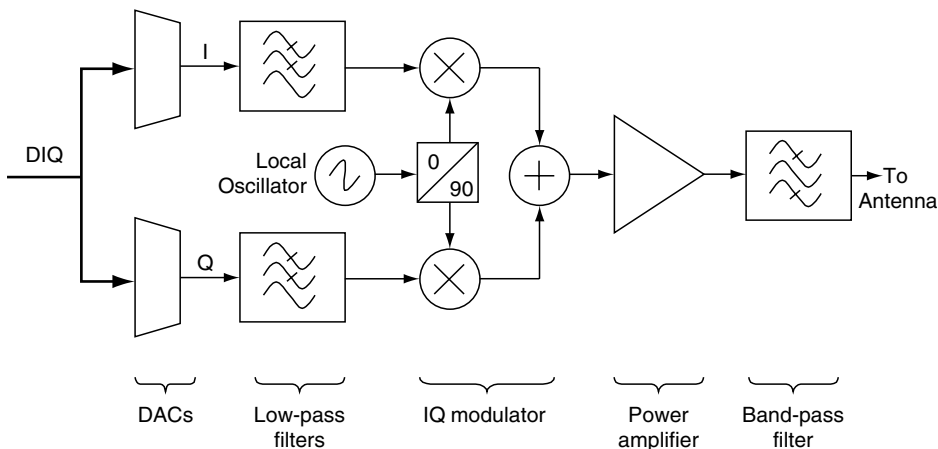 I
DIQ
Local
Oscillator
0
90
To
Antenna
Q
DACs
Low-pass
filters
IQ modulator
Power
amplifier
Band-pass
filter